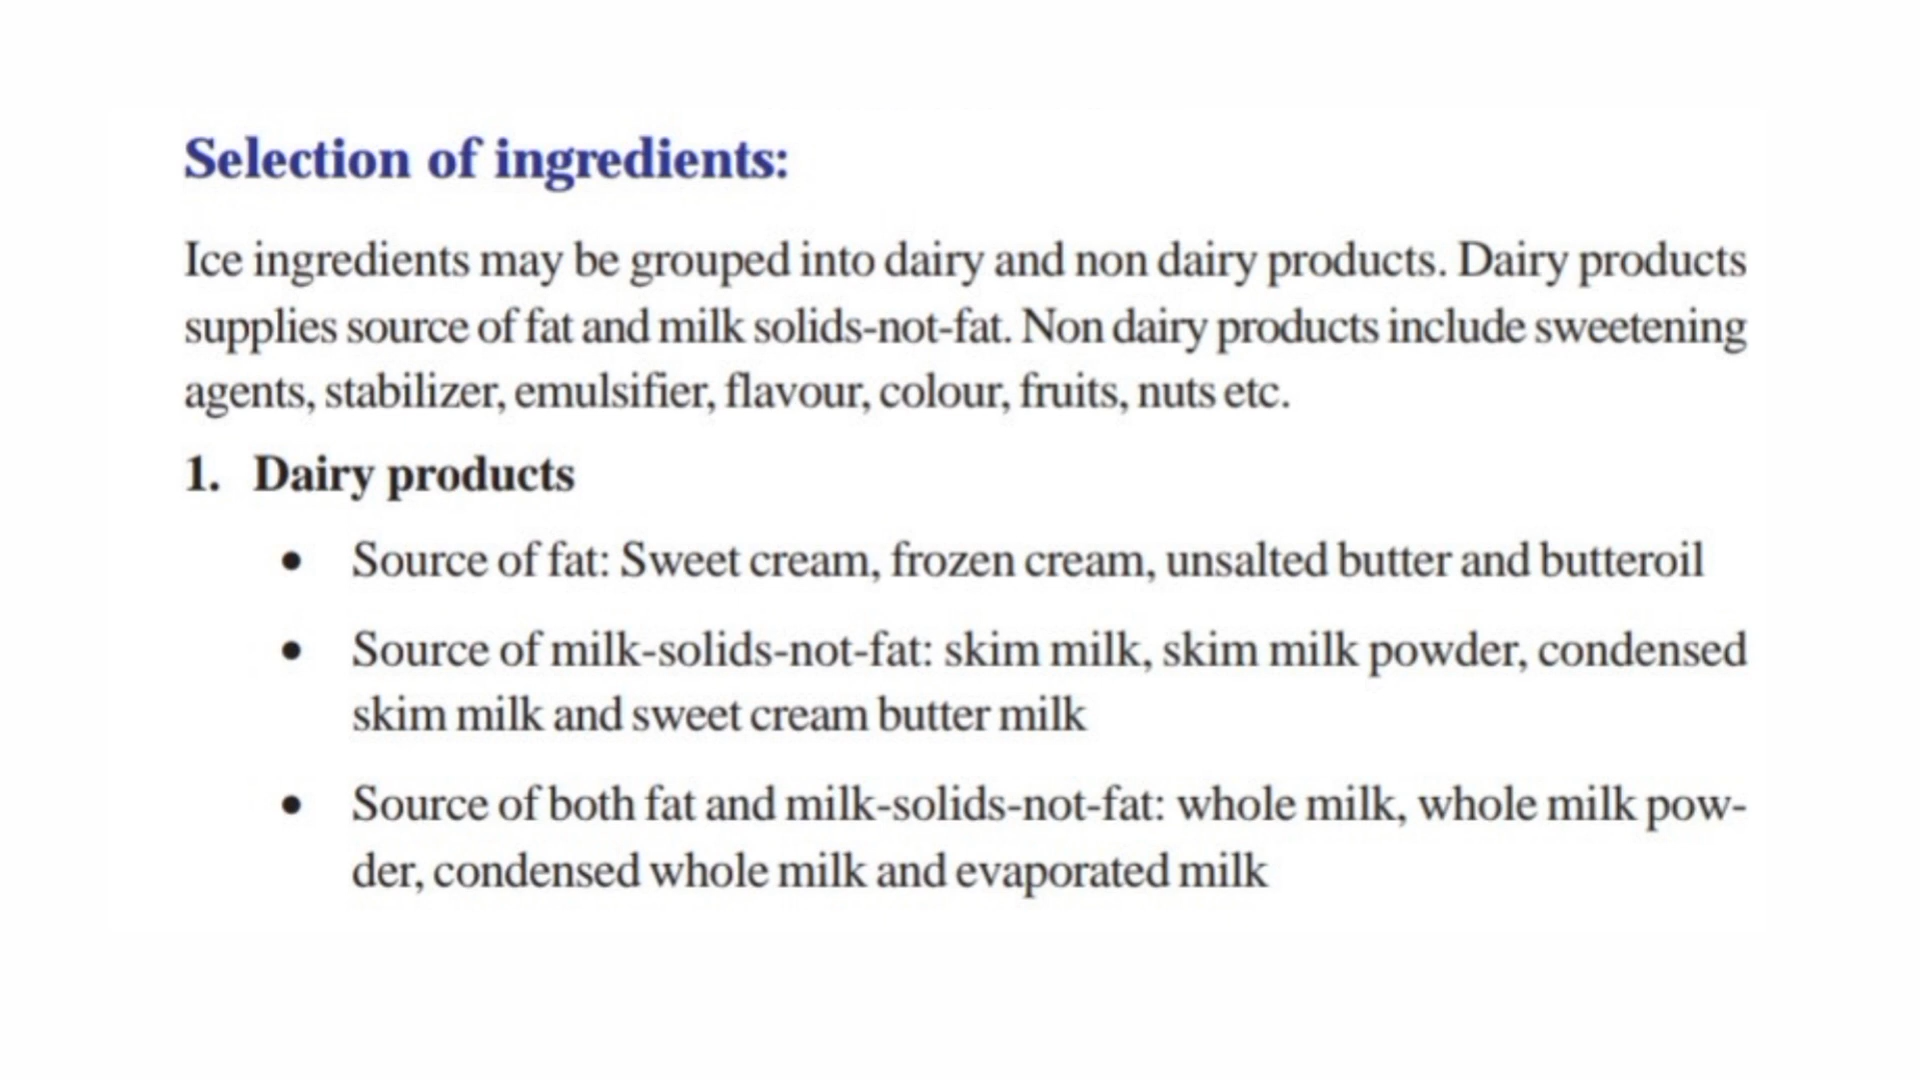 Selection of ingredients:
Ice ingredients may be grouped into dairy and non dairy products. Dairy products
supplies source of fat and milk solids-not-fat. Non dairy products include sweetening
agents, stabilizer, emulsifier, flavour, colour, fruits, nuts etc.
1. Dairy products
● Source of fat: Sweet cream, frozen cream, unsalted butter and butteroil
● Source of milk-solids-not-fat: skim milk, skim milk powder, condensed
skim milk and sweet cream butter milk
● Source of both fat and milk-solids-not-fat: whole milk, whole milk pow-
der, condensed whole milk and evaporated milk